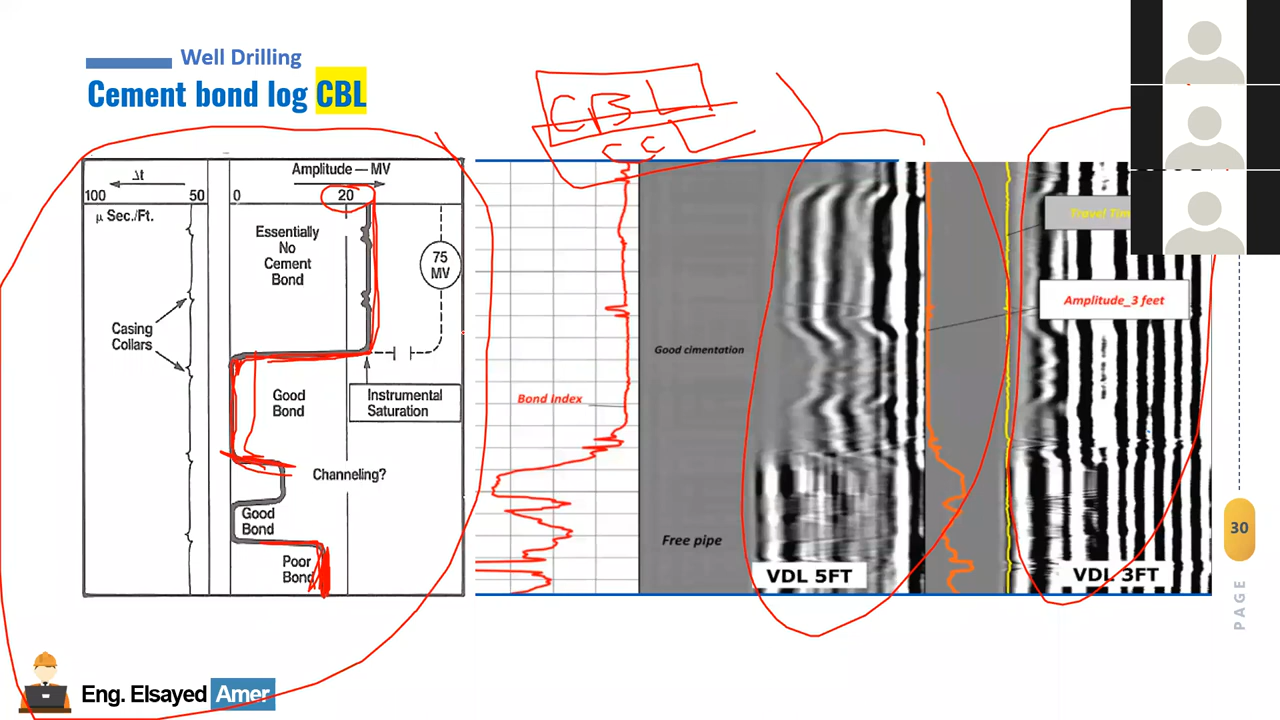 Well Drilling
Cement bond log CBL
CBL
CCL
Δt
100 50
μ Sec./Ft.
Casing
Collars
Amplitude — MV
0 20
Essentially
No
Cement
Bond
75
MV
Good
Bond
Instrumental
Saturation
Channeling?
Good
Bond
Poor
Bond
Bond index
Good cimentation
Free pipe
VDL 5FT
Travel Tim
Amplitude_3 feet
VDL 3FT
30
PAGE
Eng. Elsayed Amer